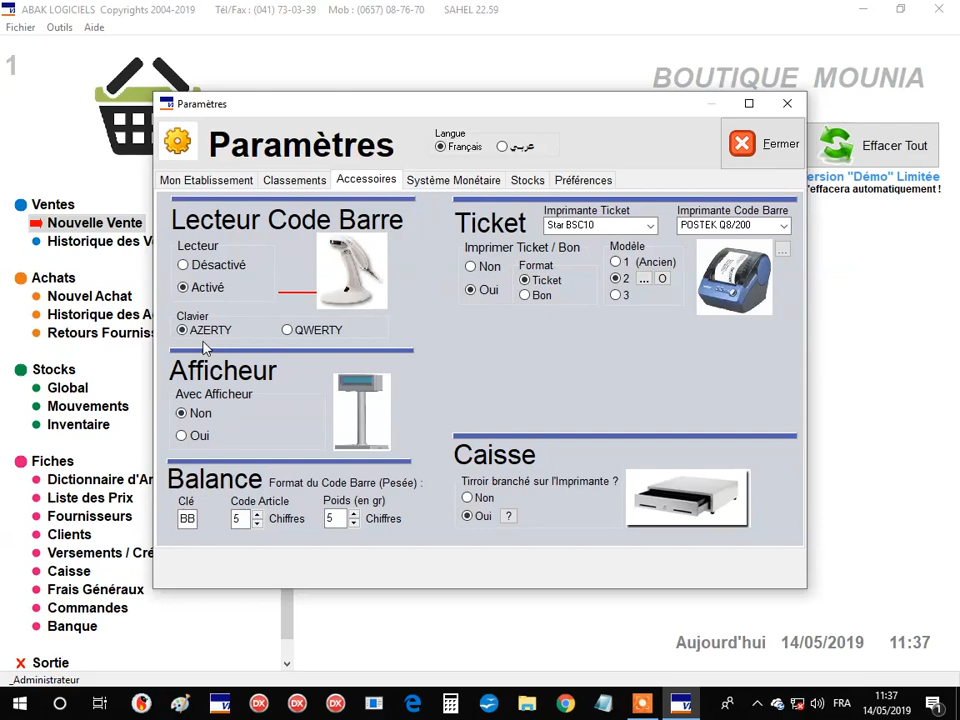 ABAK LOGICIELS Copyrights 2004-2019 Tél/Fax : (041) 73-03-39 Mob : (0657) 08-76-70 SAHEL 22.59
Fichier Outils Aide
1
BOUTIQUE MOUNIA
Paramètres
Paramètres
Langue
Français عربي
Fermer
Effacer Tout
ersion "Démo" Limitée
'effacera automatiquement !
Mon Etablissement Classements Accessoires Système Monétaire Stocks Préférences
Ventes
Nouvelle Vente
Historique des V
Achats
Nouvel Achat
Historique des A
Retours Fourniss
Stocks
Global
Mouvements
Inventaire
Fiches
Dictionnaire d'Ar
Liste des Prix
Fournisseurs
Clients
Versements / Cré
Caisse
Frais Généraux
Commandes
Banque
Sortie
Lecteur Code Barre
Lecteur
Désactivé
Activé
Clavier
AZERTY QWERTY
Afficheur
Avec Afficheur
Non
Oui
Balance Format du Code Barre (Pesée) :
Clé Code Article Poids (en gr)
BB 5 Chiffres 5 Chiffres
Ticket
Imprimante Ticket Imprimante Code Barre
Star BSC10 POSTEK Q8/200
Imprimer Ticket / Bon
Non
Oui
Format
Ticket
Bon
Modèle
1 (Ancien)
2 ... O
3
...
Caisse
Tirroir branché sur l'Imprimante ?
Non
Oui ?
Aujourd'hui 14/05/2019 11:37
_Administrateur
FRA 11:37
14/05/2019